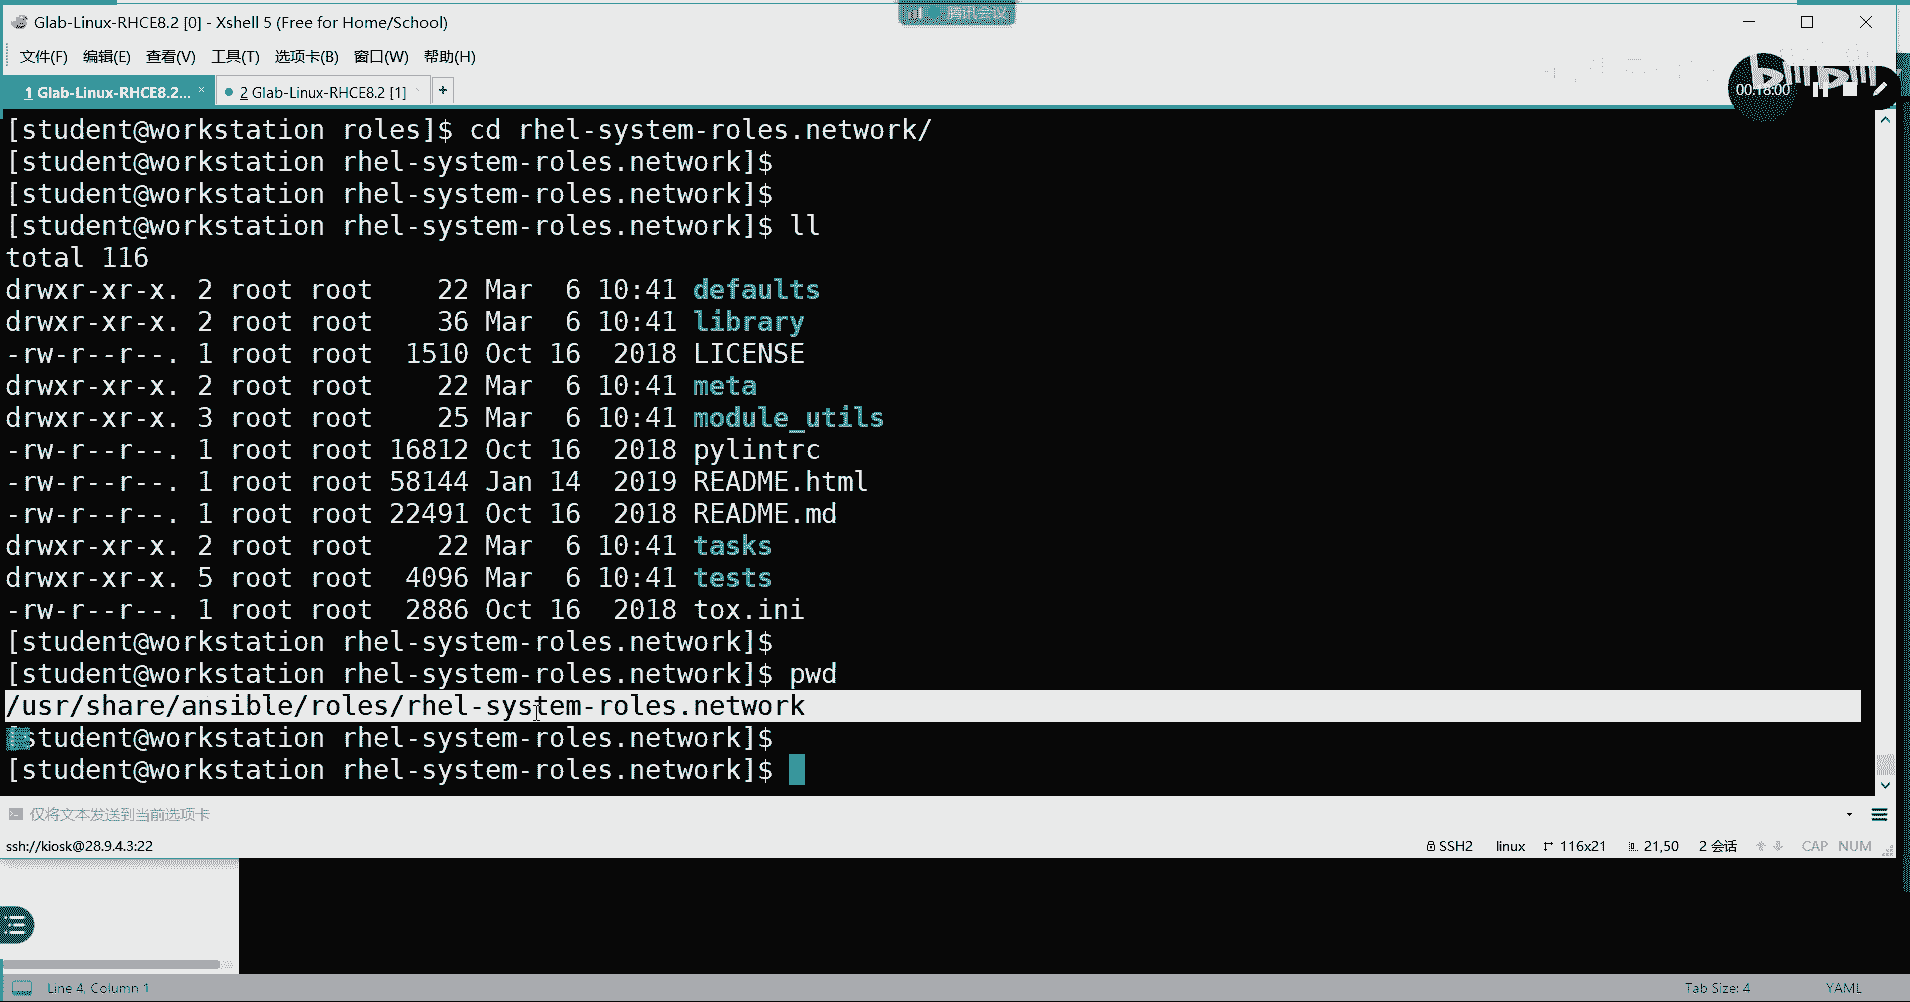 Glab-Linux-RHCE8.2 [0] - Xshell 5 (Free for Home/School)
腾讯会议
文件(F) 编辑(E) 查看(V) 工具(T) 选项卡(B) 窗口(W) 帮助(H)
1 Glab-Linux-RHCE8.2... × 2 Glab-Linux-RHCE8.2 [1] +
00:18:00
[student@workstation roles]$ cd rhel-system-roles.network/
[student@workstation rhel-system-roles.network]$
[student@workstation rhel-system-roles.network]$
[student@workstation rhel-system-roles.network]$ ll
total 116
drwxr-xr-x. 2 root root    22 Mar  6 10:41 defaults
drwxr-xr-x. 2 root root    36 Mar  6 10:41 library
-rw-r--r--. 1 root root  1510 Oct 16  2018 LICENSE
drwxr-xr-x. 2 root root    22 Mar  6 10:41 meta
drwxr-xr-x. 3 root root    25 Mar  6 10:41 module_utils
-rw-r--r--. 1 root root 16812 Oct 16  2018 pylintrc
-rw-r--r--. 1 root root 58144 Jan 14  2019 README.html
-rw-r--r--. 1 root root 22491 Oct 16  2018 README.md
drwxr-xr-x. 2 root root    22 Mar  6 10:41 tasks
drwxr-xr-x. 5 root root  4096 Mar  6 10:41 tests
-rw-r--r--. 1 root root  2886 Oct 16  2018 tox.ini
[student@workstation rhel-system-roles.network]$
[student@workstation rhel-system-roles.network]$ pwd
/usr/share/ansible/roles/rhel-system-roles.network
[student@workstation rhel-system-roles.network]$
[student@workstation rhel-system-roles.network]$
仅将文本发送到当前选项卡
ssh://kiosk@28.9.4.3:22 SSH2 linux 116x21 21,50 2 会话 CAP NUM
Line 4, Column 1 Tab Size: 4 YAML